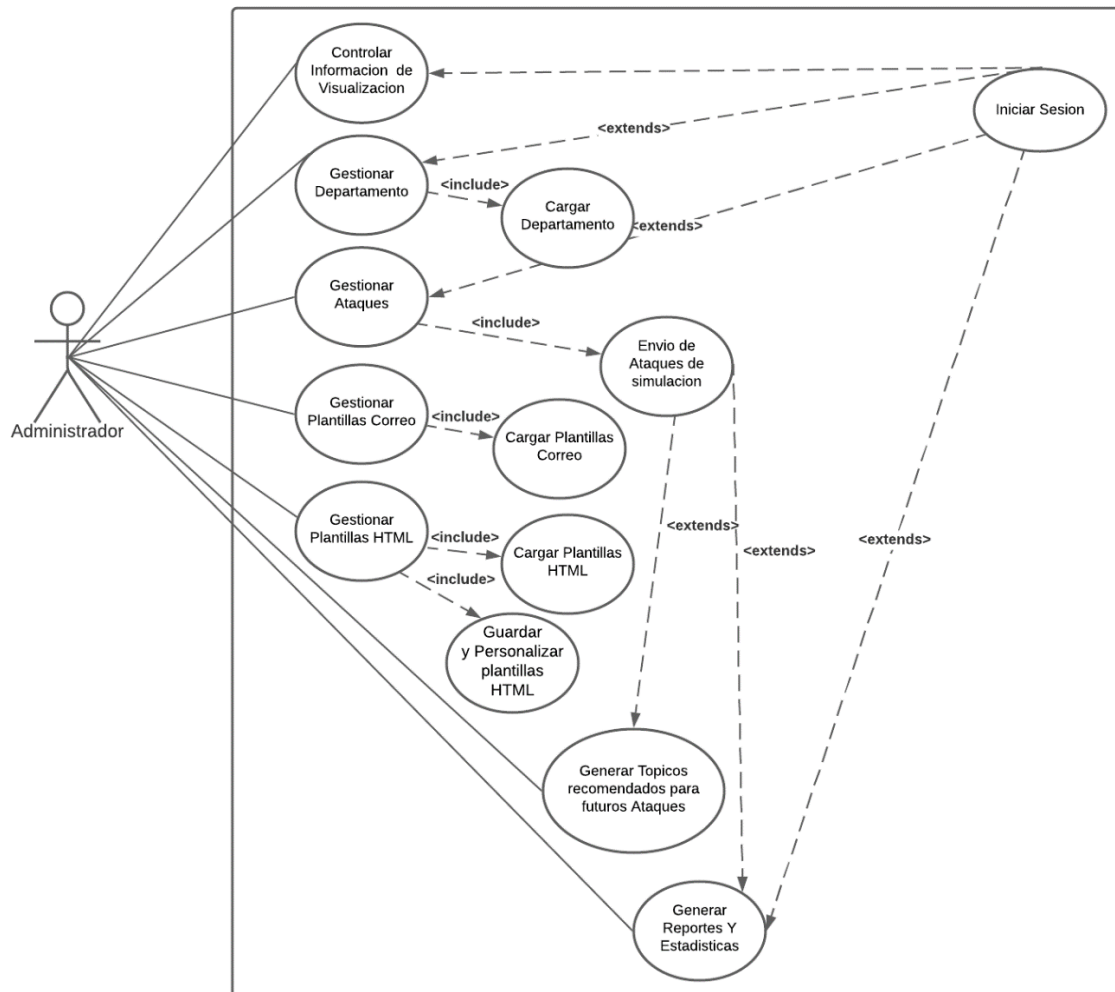 Controlar
Informacion de
Visualizacion
Iniciar Sesion
<extends>
Gestionar
Departamento
<include>
Cargar
Departamento
<extends>
Gestionar
Ataques
<include>
Envio de
Ataques de
simulacion
Administrador
Gestionar
Plantillas Correo
<include>
Cargar Plantillas
Correo
Gestionar
Plantillas HTML
<include>
Cargar Plantillas
HTML
<include>
<extends>
<extends>
<extends>
Guardar
y Personalizar
plantillas
HTML
Generar Topicos
recomendados para
futuros Ataques
Generar
Reportes Y
Estadisticas